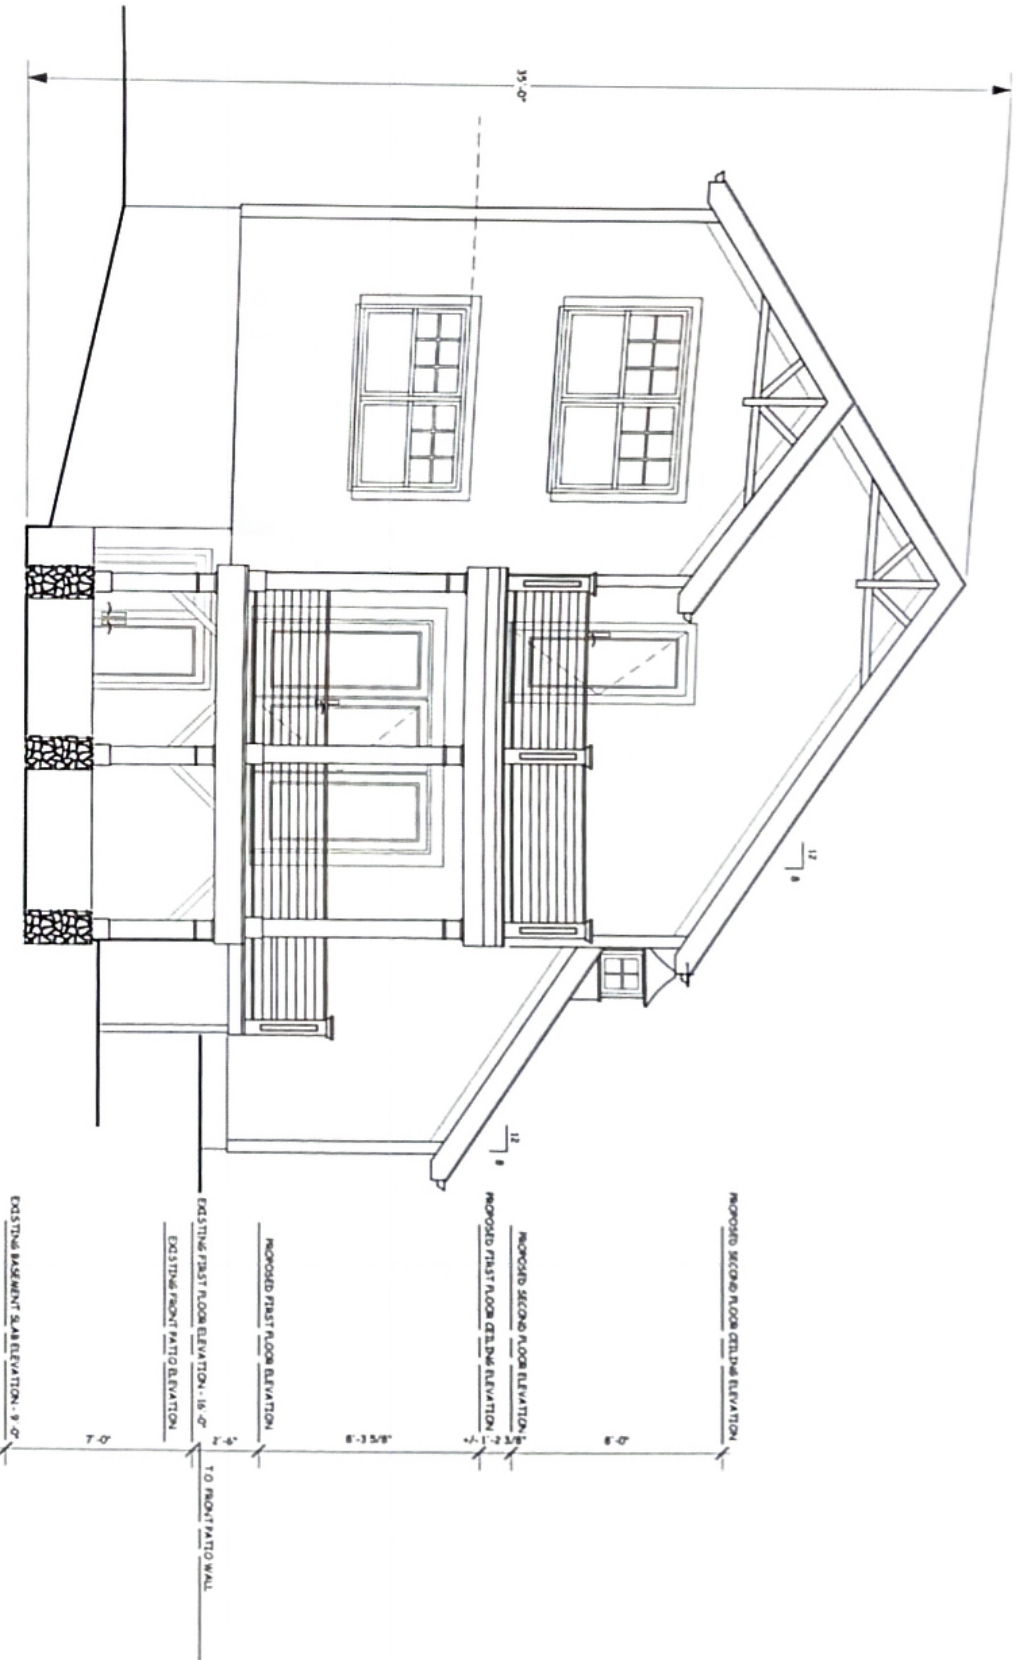 35'-0"
12
8
12
8
PROPOSED SECOND FLOOR CEILING ELEVATION
8'-0"
PROPOSED SECOND FLOOR ELEVATION
+/- 1'-2 3/8"
PROPOSED FIRST FLOOR CEILING ELEVATION
8'-3 5/8"
PROPOSED FIRST FLOOR ELEVATION
2'-6"
EXISTING FIRST FLOOR ELEVATION - 16'-0"
T.O. FRONT PATIO WALL
EXISTING FRONT PATIO ELEVATION
7'-0"
EXISTING BASEMENT SLAB ELEVATION - 9'-0"